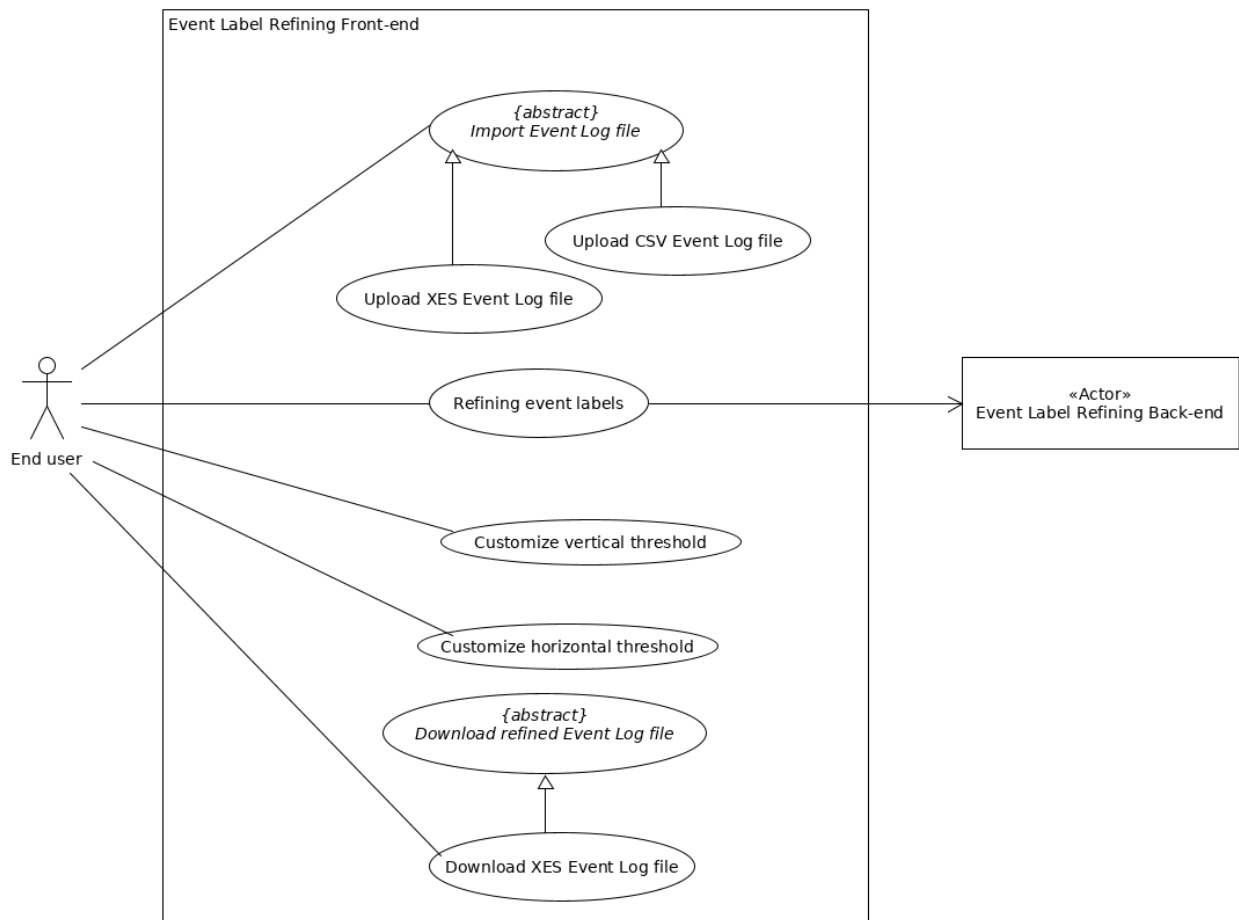 Event Label Refining Front-end
{abstract}
Import Event Log file
Upload CSV Event Log file
Upload XES Event Log file
Refining event labels
«Actor»
Event Label Refining Back-end
End user
Customize vertical threshold
Customize horizontal threshold
{abstract}
Download refined Event Log file
Download XES Event Log file